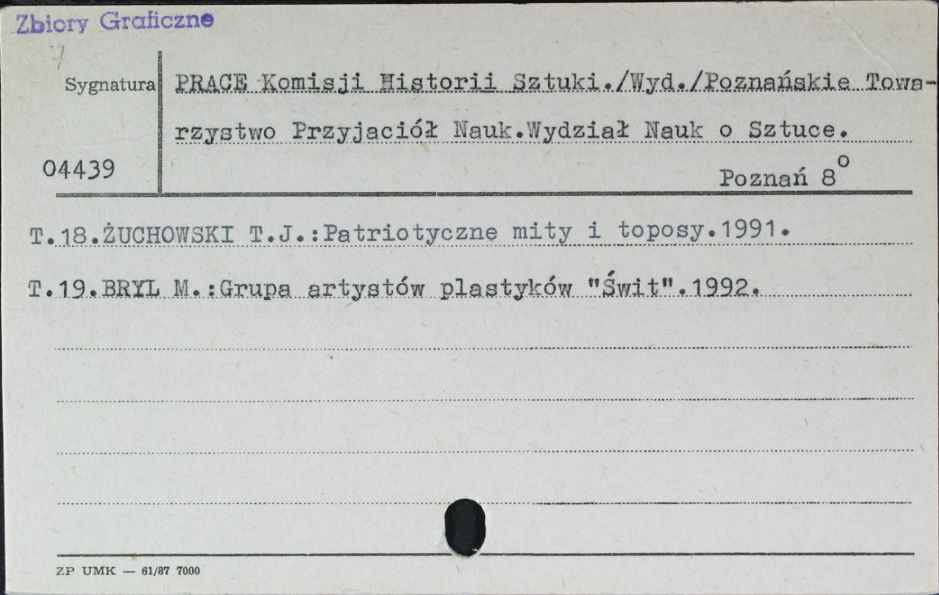 Zbiory Graficzne
Sygnatura
PRACE Komisji Historii Sztuki./Wyd./Poznańskie Towa-
rzystwo Przyjaciół Nauk.Wydział Nauk o Sztuce.
04439
Poznań 8°
T.18.ŻUCHOWSKI T.J.:Patriotyczne mity i toposy.1991.
T.19.BRYL M.:Grupa artystów plastyków "Świt".1992.
ZP UMK — 61/87 7000